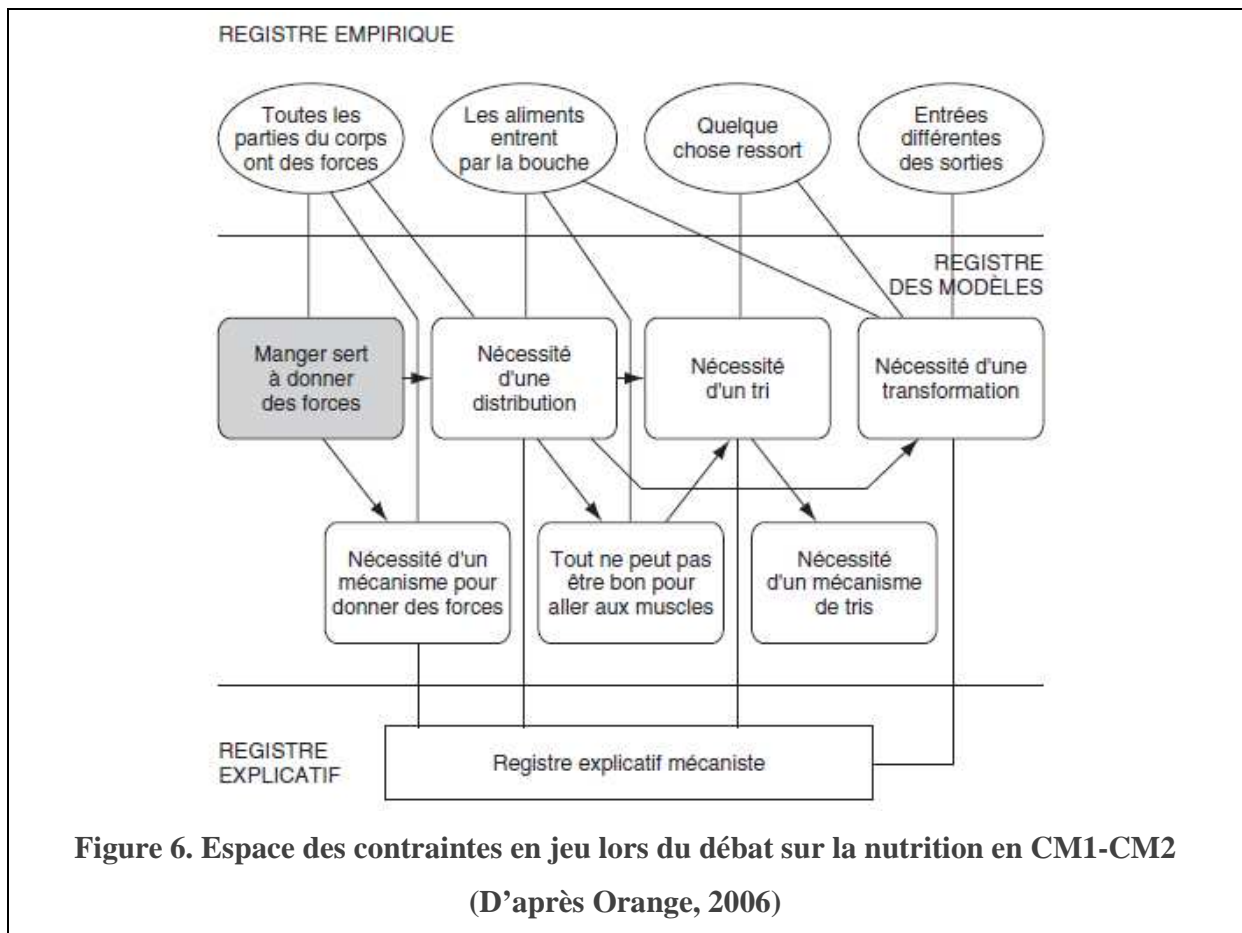 REGISTRE EMPIRIQUE
Toutes les
parties du corps
ont des forces
Les aliments
entrent
par la bouche
Quelque
chose ressort
Entrées
différentes
des sorties
REGISTRE
DES MODÈLES
Manger sert
à donner
des forces
Nécessité
d'une
distribution
Nécessité
d'un tri
Nécessité d'une
transformation
Nécessité d'un
mécanisme pour
donner des forces
Tout ne peut pas
être bon pour
aller aux muscles
Nécessité
d'un mécanisme
de tris
REGISTRE
EXPLICATIF
Registre explicatif mécaniste
Figure 6. Espace des contraintes en jeu lors du débat sur la nutrition en CM1-CM2
(D'après Orange, 2006)